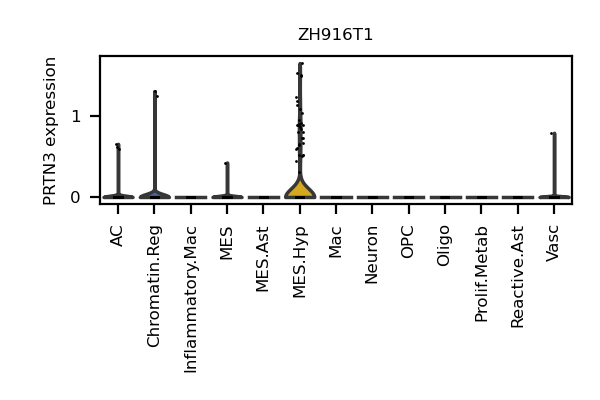 ZH916T1
PRTN3 expression
1
0
AC
Chromatin.Reg
Inflammatory.Mac
MES
MES.Ast
MES.Hyp
Mac
Neuron
OPC
Oligo
Prolif.Metab
Reactive.Ast
Vasc